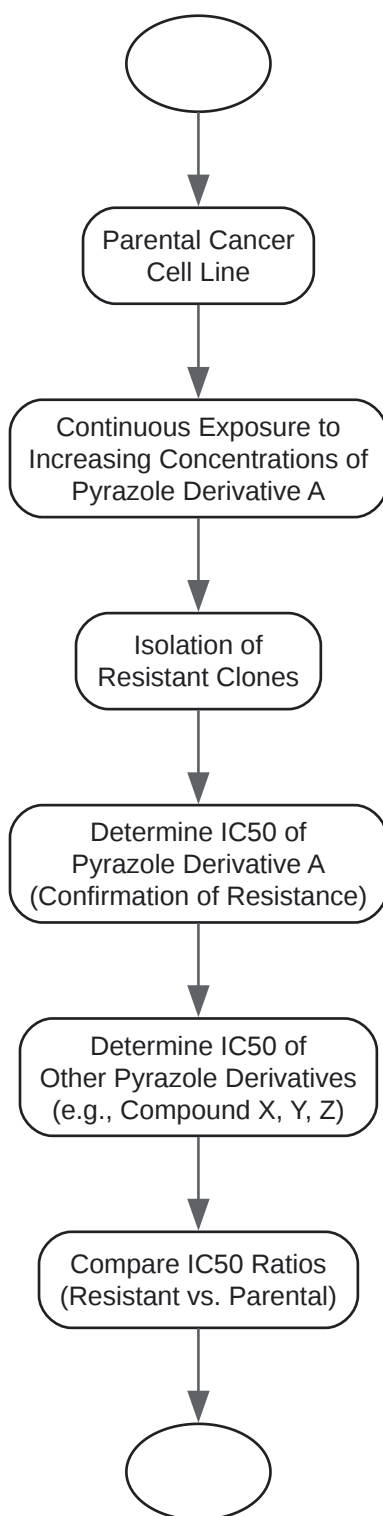 Parental Cancer
Cell Line
Continuous Exposure to
Increasing Concentrations of
Pyrazole Derivative A
Isolation of
Resistant Clones
Determine IC50 of
Pyrazole Derivative A
(Confirmation of Resistance)
Determine IC50 of
Other Pyrazole Derivatives
(e.g., Compound X, Y, Z)
Compare IC50 Ratios
(Resistant vs. Parental)